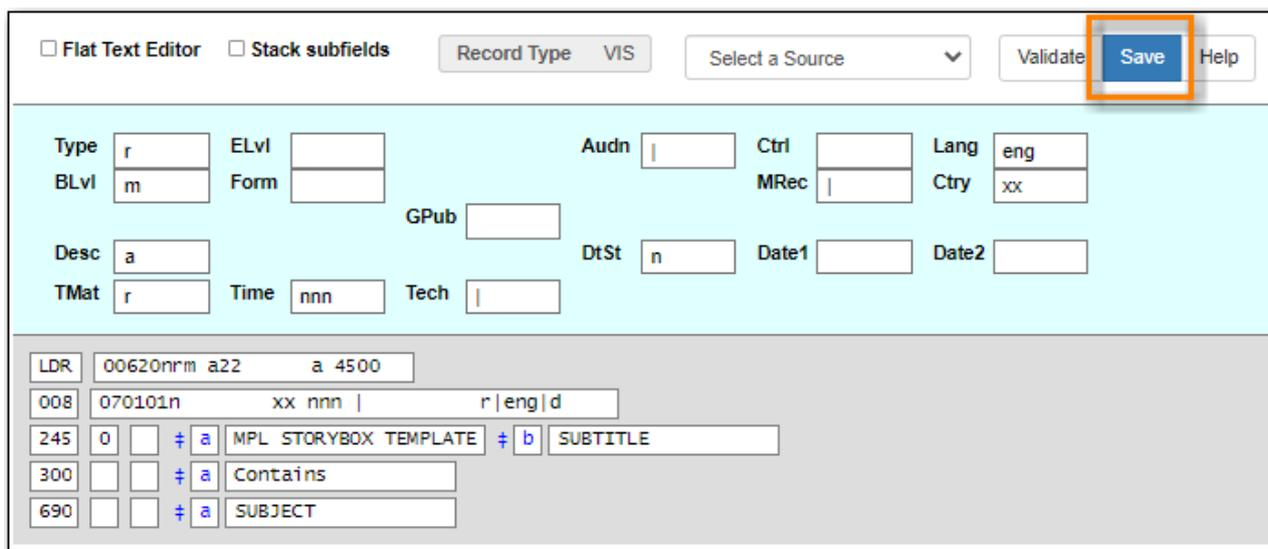 Flat Text Editor Stack subfields Record Type VIS Select a Source Validate Save Help
Type r ELvl Audn | Ctrl Lang eng
BLvl m Form MRec | Ctry xx
GPub
Desc a DtSt n Date1 Date2
TMat r Time nnn Tech |
LDR 00620nrm a22 a 4500
008 070101n xx nnn | r|eng|d
245 0 ‡ a MPL STORYBOX TEMPLATE ‡ b SUBTITLE
300 ‡ a Contains
690 ‡ a SUBJECT